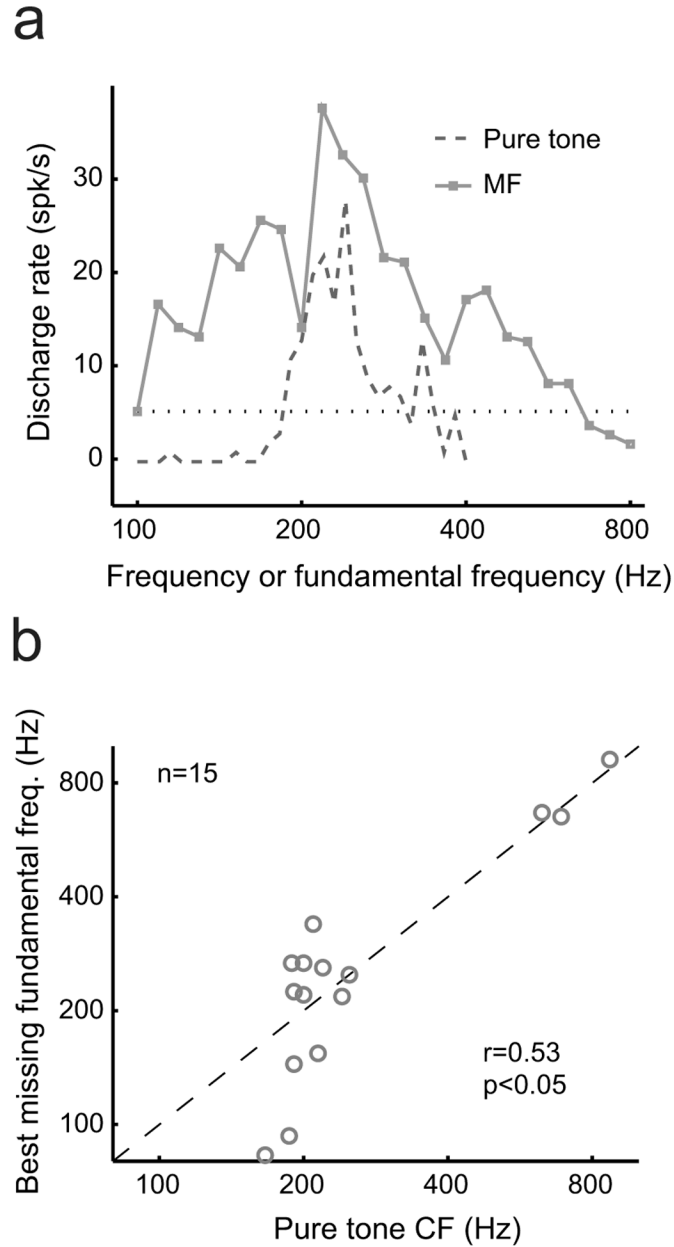 a
Discharge rate (spk/s)
30
20
10
0
Pure tone
MF
100 200 400 800
Frequency or fundamental frequency (Hz)
b
Best missing fundamental freq. (Hz)
800
400
200
100
n=15
r=0.53
p<0.05
100 200 400 800
Pure tone CF (Hz)